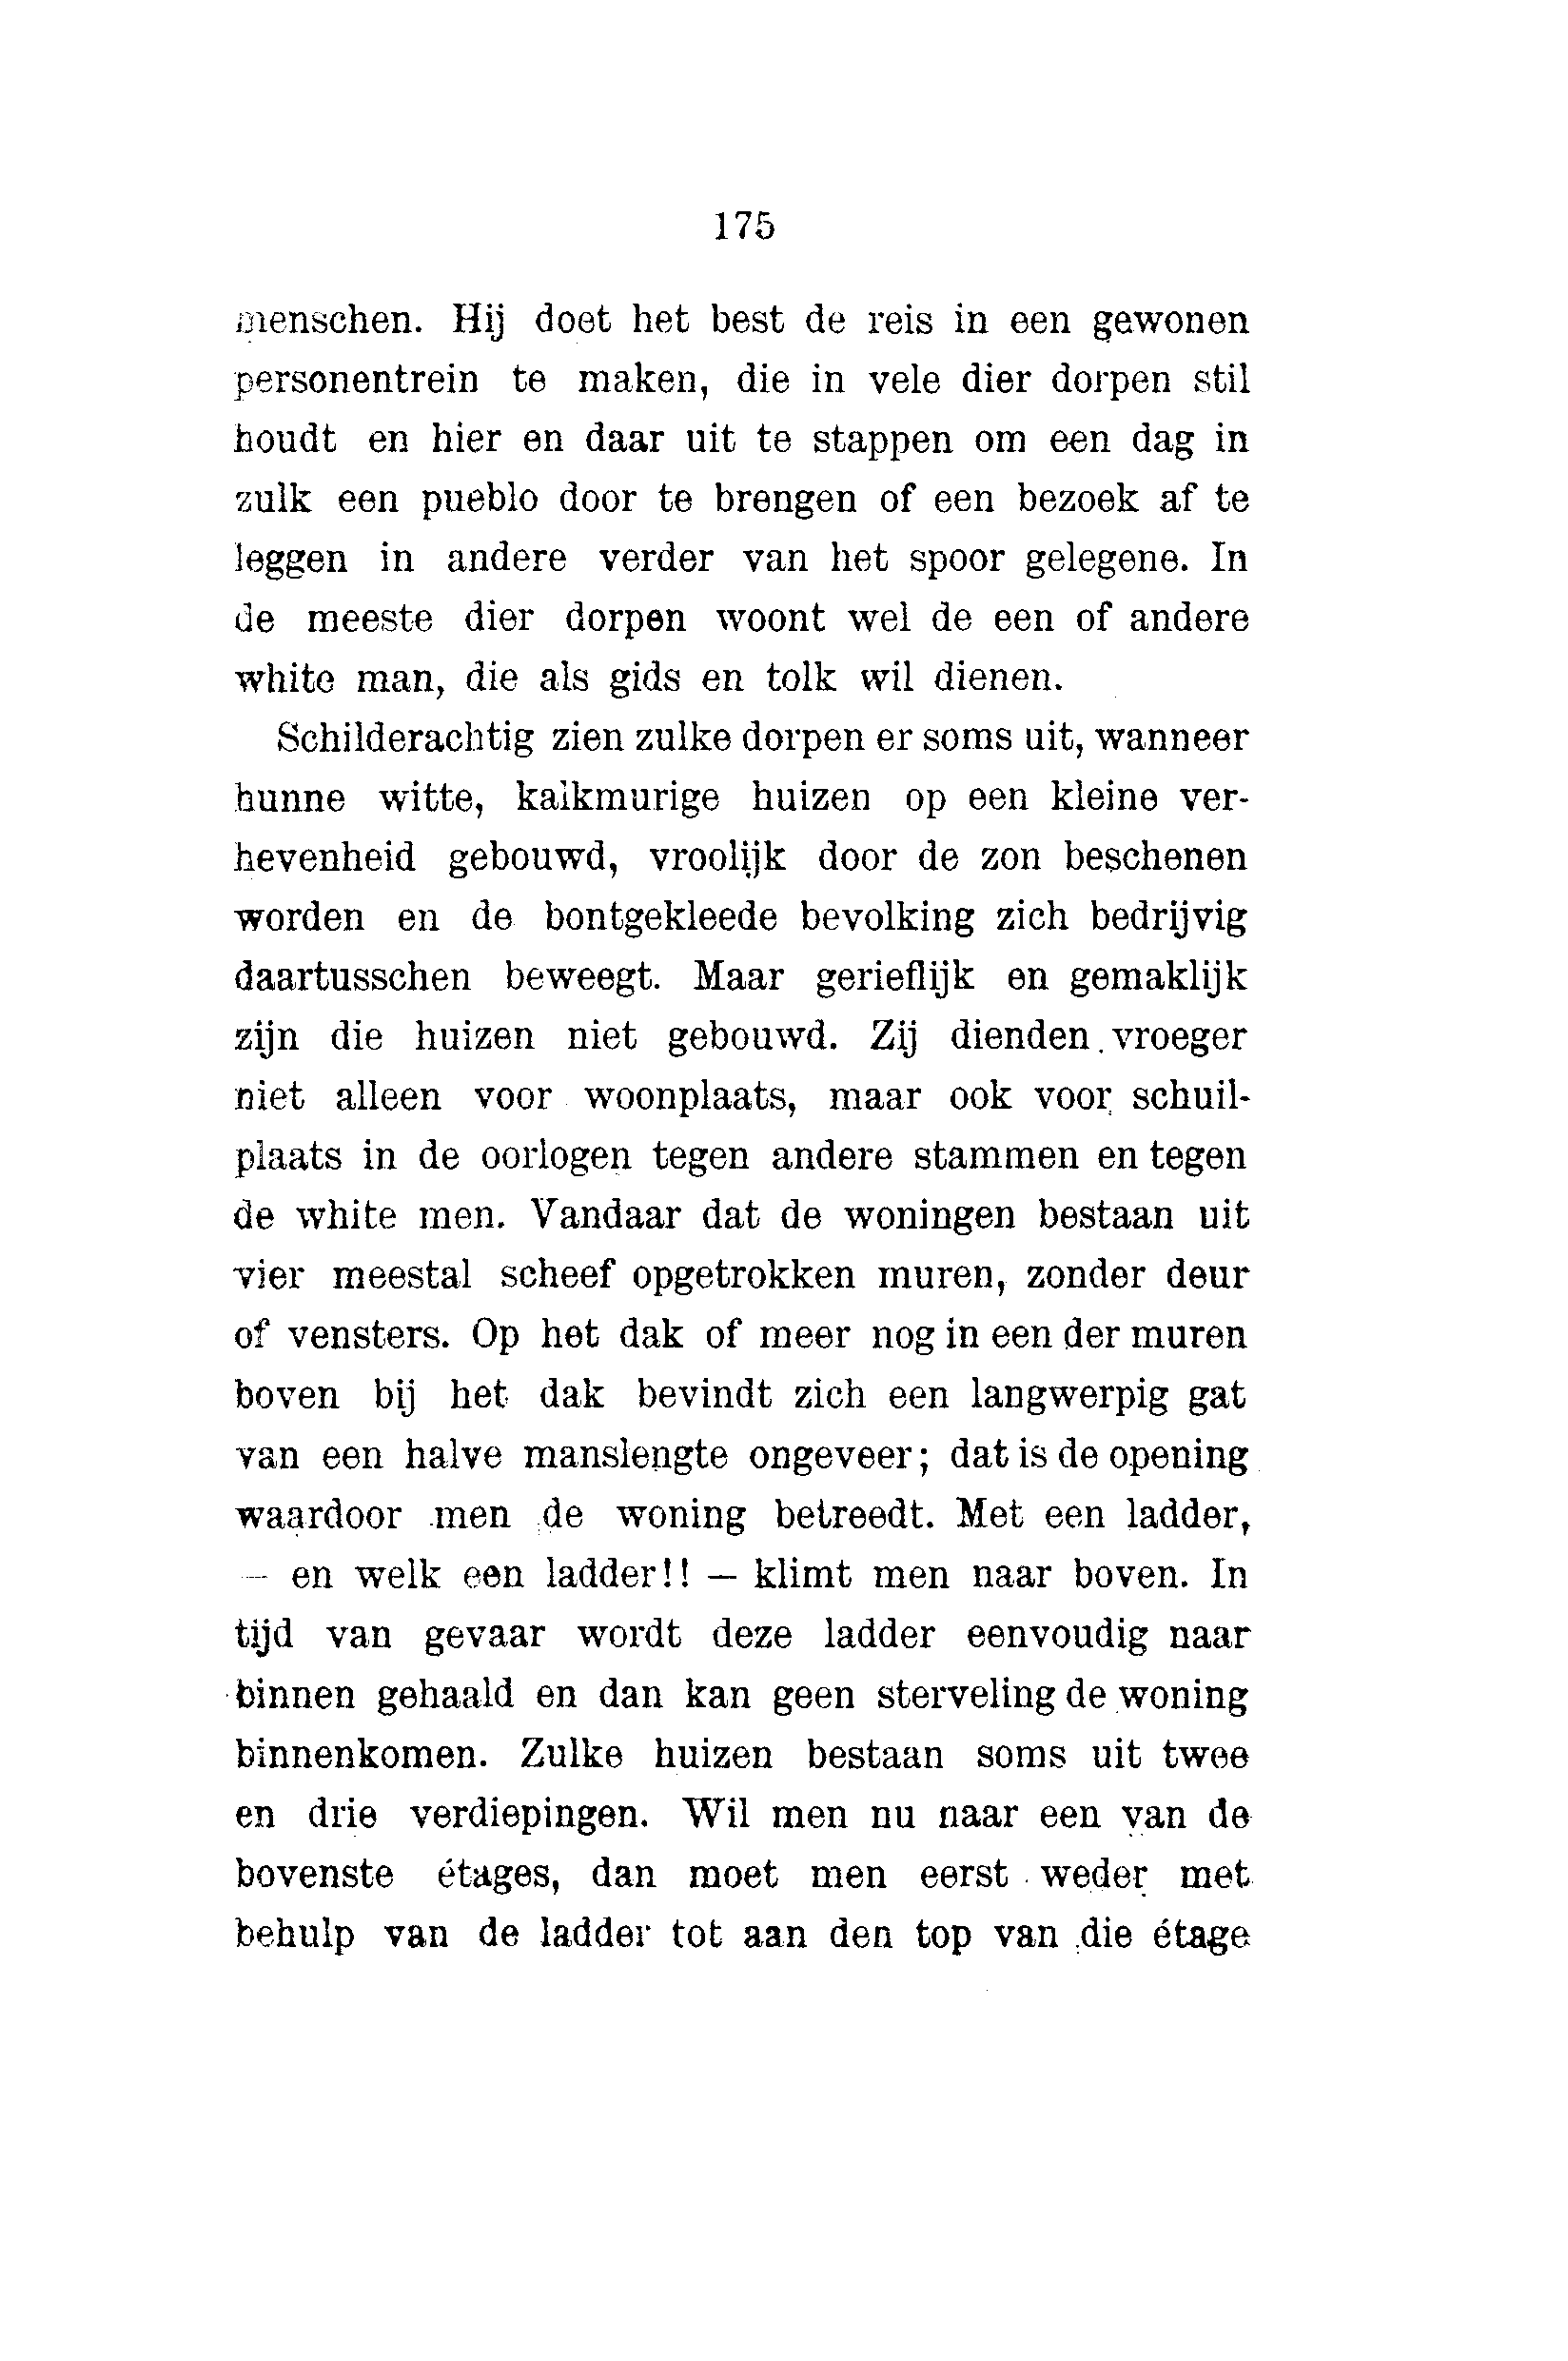 175
menschen. Hij doet het best de reis in een gewonen
personentrein te maken, die in vele dier dorpen stil
houdt en hier en daar uit te stappen om een dag in
zulk een pueblo door te brengen of een bezoek af te
leggen in andere verder van het spoor gelegene. In
de meeste dier dorpen woont wel de een of andere
white man, die als gids en tolk wil dienen.
Schilderachtig zien zulke dorpen er soms uit, wanneer
hunne witte, kalkmurige huizen op een kleine ver-
hevenheid gebouwd, vroolijk door de zon beschenen
worden en de bontgekleede bevolking zich bedrijvig
daartusschen beweegt. Maar gerieflijk en gemaklijk
zijn die huizen niet gebouwd. Zij dienden vroeger
niet alleen voor woonplaats, maar ook voor schuil-
plaats in de oorlogen tegen andere stammen en tegen
de white men. Vandaar dat de woningen bestaan uit
vier meestal scheef opgetrokken muren, zonder deur
of vensters. Op het dak of meer nog in een der muren
boven bij het dak bevindt zich een langwerpig gat
van een halve manslengte ongeveer; dat is de opening
waardoor men de woning betreedt. Met een ladder,
— en welk een ladder!! — klimt men naar boven. In
tijd van gevaar wordt deze ladder eenvoudig naar
binnen gehaald en dan kan geen sterveling de woning
binnenkomen. Zulke huizen bestaan soms uit twee
en drie verdiepingen. Wil men nu naar een van de
bovenste étages, dan moet men eerst weder met
behulp van de ladder tot aan den top van die étage